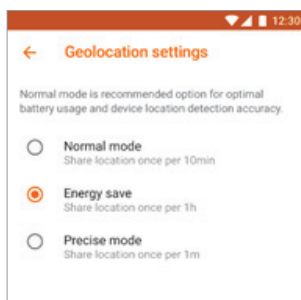 12:30
Geolocation settings
Normal mode is recommended option for optimal
battery usage and device location detection accuracy.
Normal mode
Share location once per 10min
Energy save
Share location once per 1h
Precise mode
Share location once per 1m